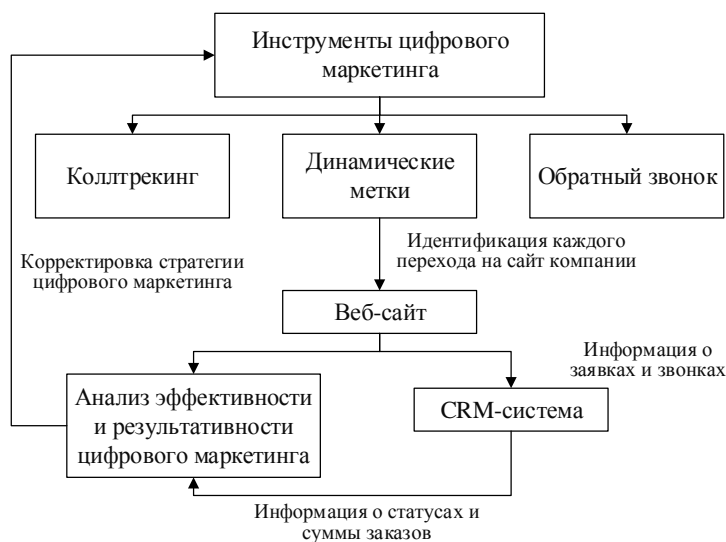 Инструменты цифрового
маркетинга
Коллтрекинг
Динамические
метки
Обратный звонок
Идентификация каждого
перехода на сайт компании
Корректировка стратегии
цифрового маркетинга
Веб-сайт
Информация о
заявках и звонках
Анализ эффективности
и результативности
цифрового маркетинга
CRM-система
Информация о статусах и
суммы заказов